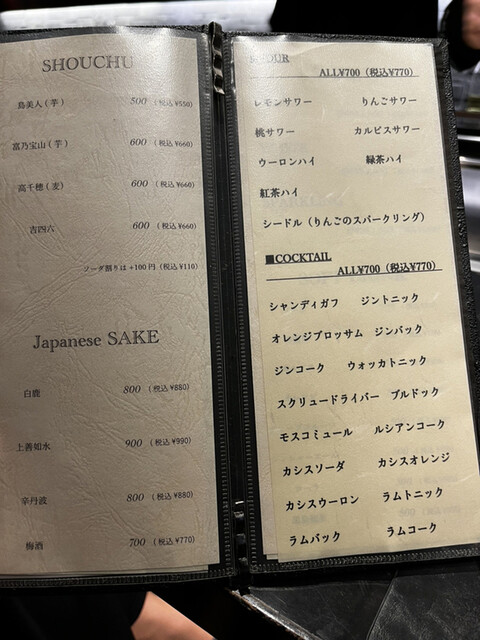 SHOUCHU
島美人(芋) 500 (税込¥550)
富乃宝山(芋) 600 (税込¥660)
高千穂(麦) 600 (税込¥660)
吉四六 600 (税込¥660)
ソーダ割りは+100円(税込¥110)
Japanese SAKE
白鹿 800 (税込¥880)
上善如水 900 (税込¥990)
辛丹波 800 (税込¥880)
梅酒 700 (税込¥770)
ALL¥700(税込¥770)
レモンサワー りんごサワー
桃サワー カルピスサワー
ウーロンハイ 緑茶ハイ
紅茶ハイ
シードル(りんごのスパークリング)
■COCKTAIL
ALL¥700(税込¥770)
シャンディガフ ジントニック
オレンジブロッサム ジンバック
ジンコーク ウォッカトニック
スクリュードライバー ブルドック
モスコミュール ルシアンコーク
カシスソーダ カシスオレンジ
カシスウーロン ラムトニック
ラムバック ラムコーク